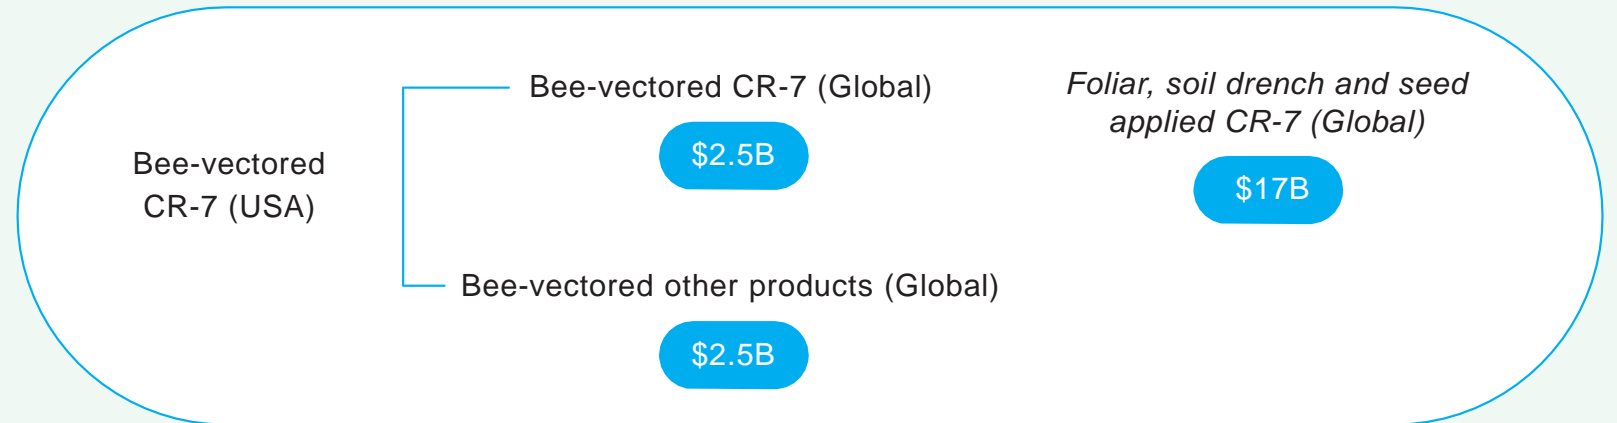 Bee-vectored
CR-7 (USA)
Bee-vectored CR-7 (Global)
$2.5B
Bee-vectored other products (Global)
$2.5B
Foliar, soil drench and seed
applied CR-7 (Global)
$17B